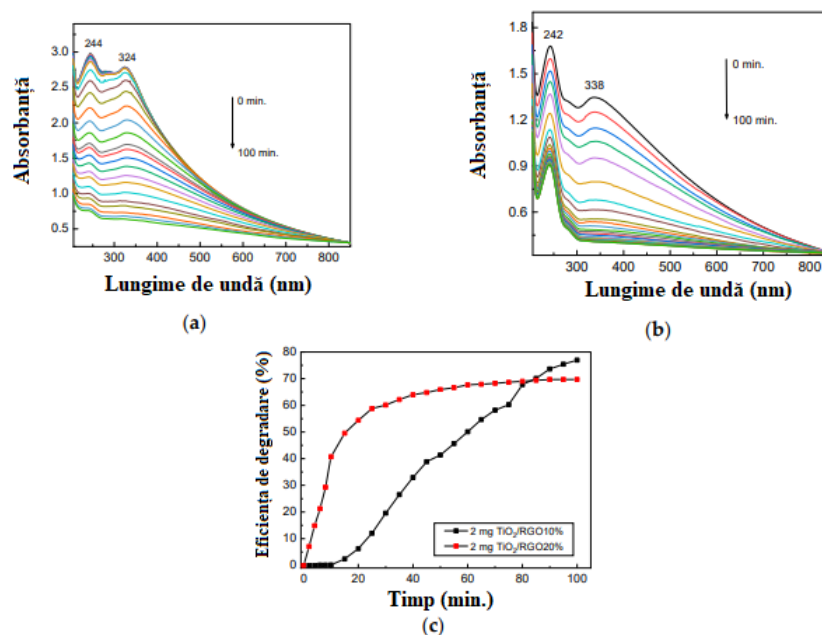 244
324
0 min.
100 min.
3.0
2.5
2.0
1.5
1.0
0.5
Absorbanță
300 400 500 600 700 800
Lungime de undă (nm)
(a)
242
338
0 min.
100 min.
1.8
1.5
1.2
0.9
0.6
Absorbanță
300 400 500 600 700 800
Lungime de undă (nm)
(b)
80
70
60
50
40
30
20
10
0
Eficiența de degradare (%)
2 mg TiO₂/RGO10%
2 mg TiO₂/RGO20%
0 20 40 60 80 100
Timp (min.)
(c)